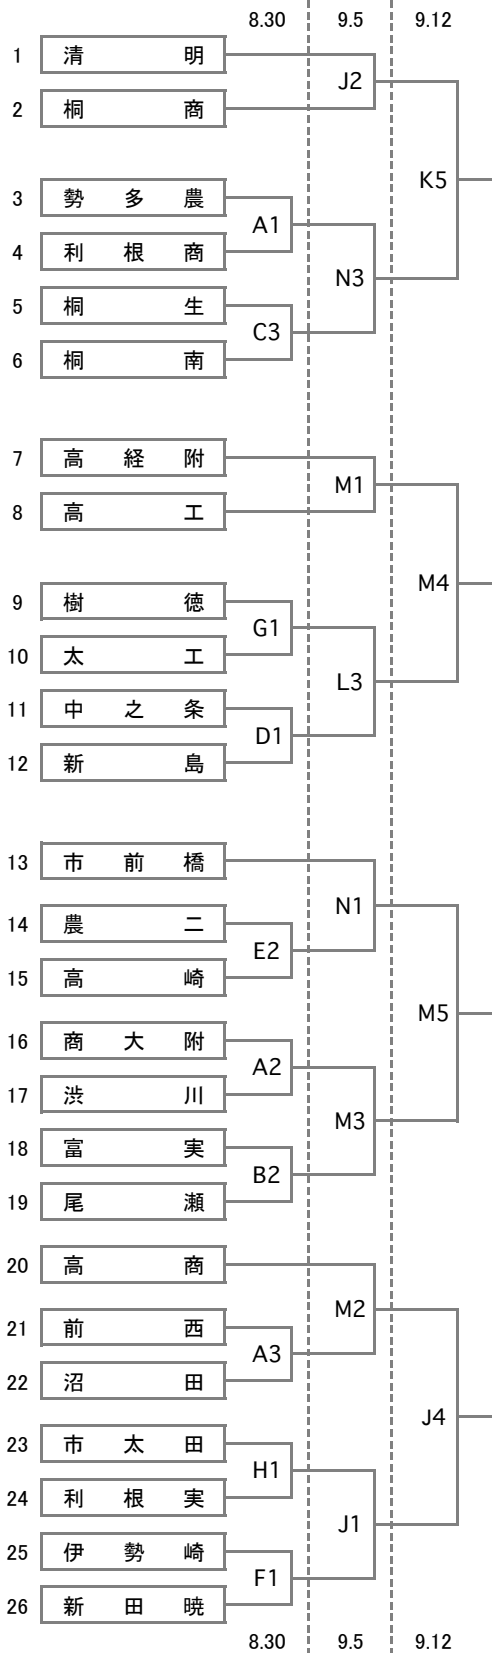 8.30 9.5 9.12
1 清明
J2
2 桐商
K5
3 勢多農
A1
4 利根商
N3
5 桐生
C3
6 桐南
7 高経附
M1
8 高工
M4
9 樹徳
G1
10 太工
L3
11 中之条
D1
12 新島
13 市前橋
N1
14 農二
E2
15 高崎
M5
16 商大附
A2
17 渋川
M3
18 富実
B2
19 尾瀬
20 高商
M2
21 前西
A3
22 沼田
J4
23 市太田
H1
24 利根実
J1
25 伊勢崎
F1
26 新田暁
8.30 9.5 9.12